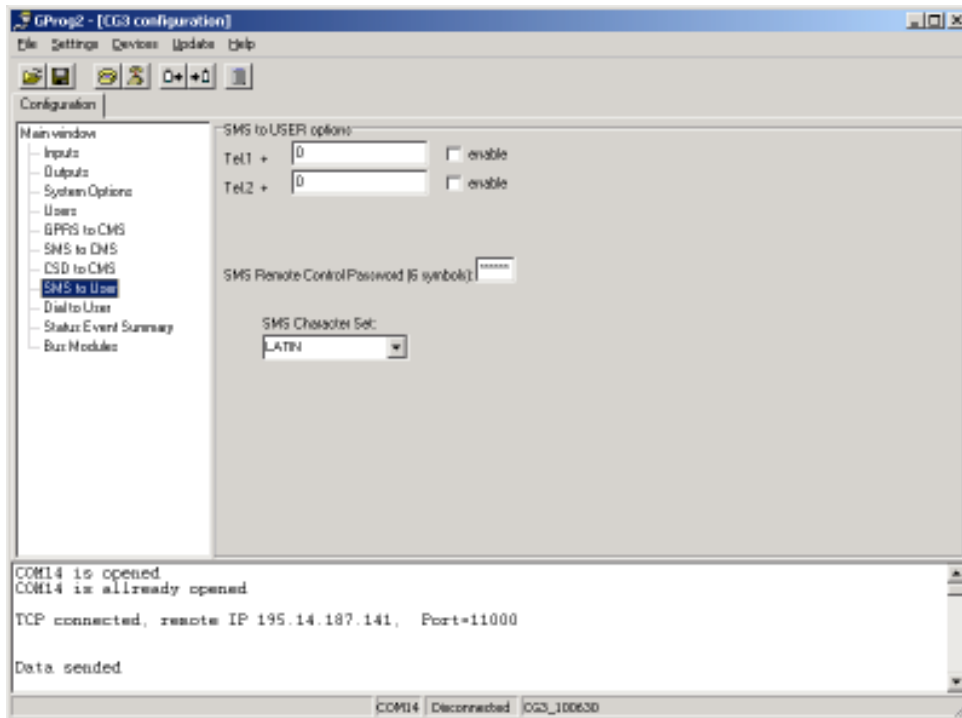 GProg2 - [CG3 configuration]
File Settings Devices Update Help
Configuration
Main window
Inputs
Outputs
System Options
Users
GPRS to CMS
SMS to CMS
CSD to CMS
SMS to User
Dial to User
Status Event Summary
Bus Modules
SMS to USER options
Tel.1 + 0 enable
Tel.2 + 0 enable
SMS Remote Control Password (6 symbols): ******
SMS Character Set:
LATIN
COM14 is opened
COM14 is allready opened
TCP connected, remote IP 195.14.187.141, Port=11000
Data sended
COM14 Disconnected CG3_100630